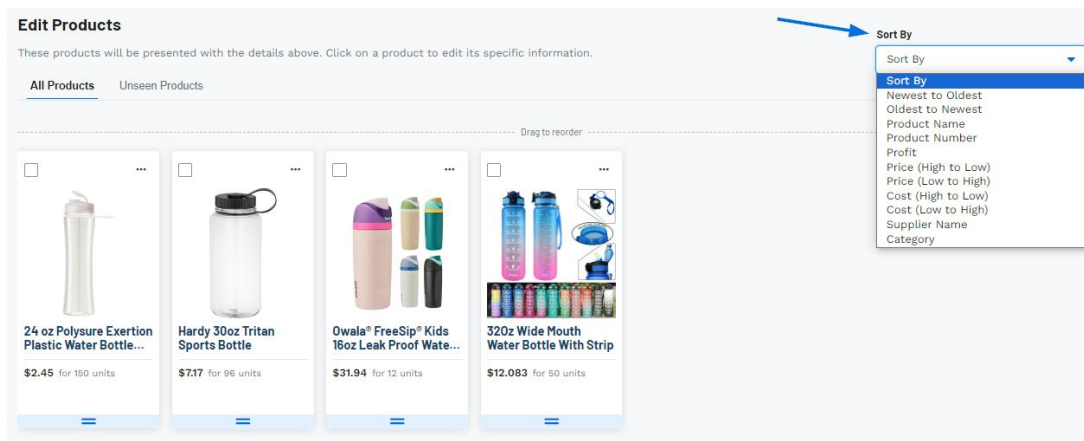 Edit Products
These products will be presented with the details above. Click on a product to edit its specific information.
All Products
Unseen Products
Sort By
Sort By
Sort By
Newest to Oldest
Oldest to Newest
Product Name
Product Number
Profit
Price (High to Low)
Price (Low to High)
Cost (High to Low)
Cost (Low to High)
Supplier Name
Category
Drag to reorder
24 oz Polysure Exertion
Plastic Water Bottle...
$2.45 for 150 units
Hardy 30oz Tritan
Sports Bottle
$7.17 for 96 units
Owala® FreeSip® Kids
16oz Leak Proof Wate...
$31.94 for 12 units
32Oz Wide Mouth
Water Bottle With Strip
$12.083 for 50 units